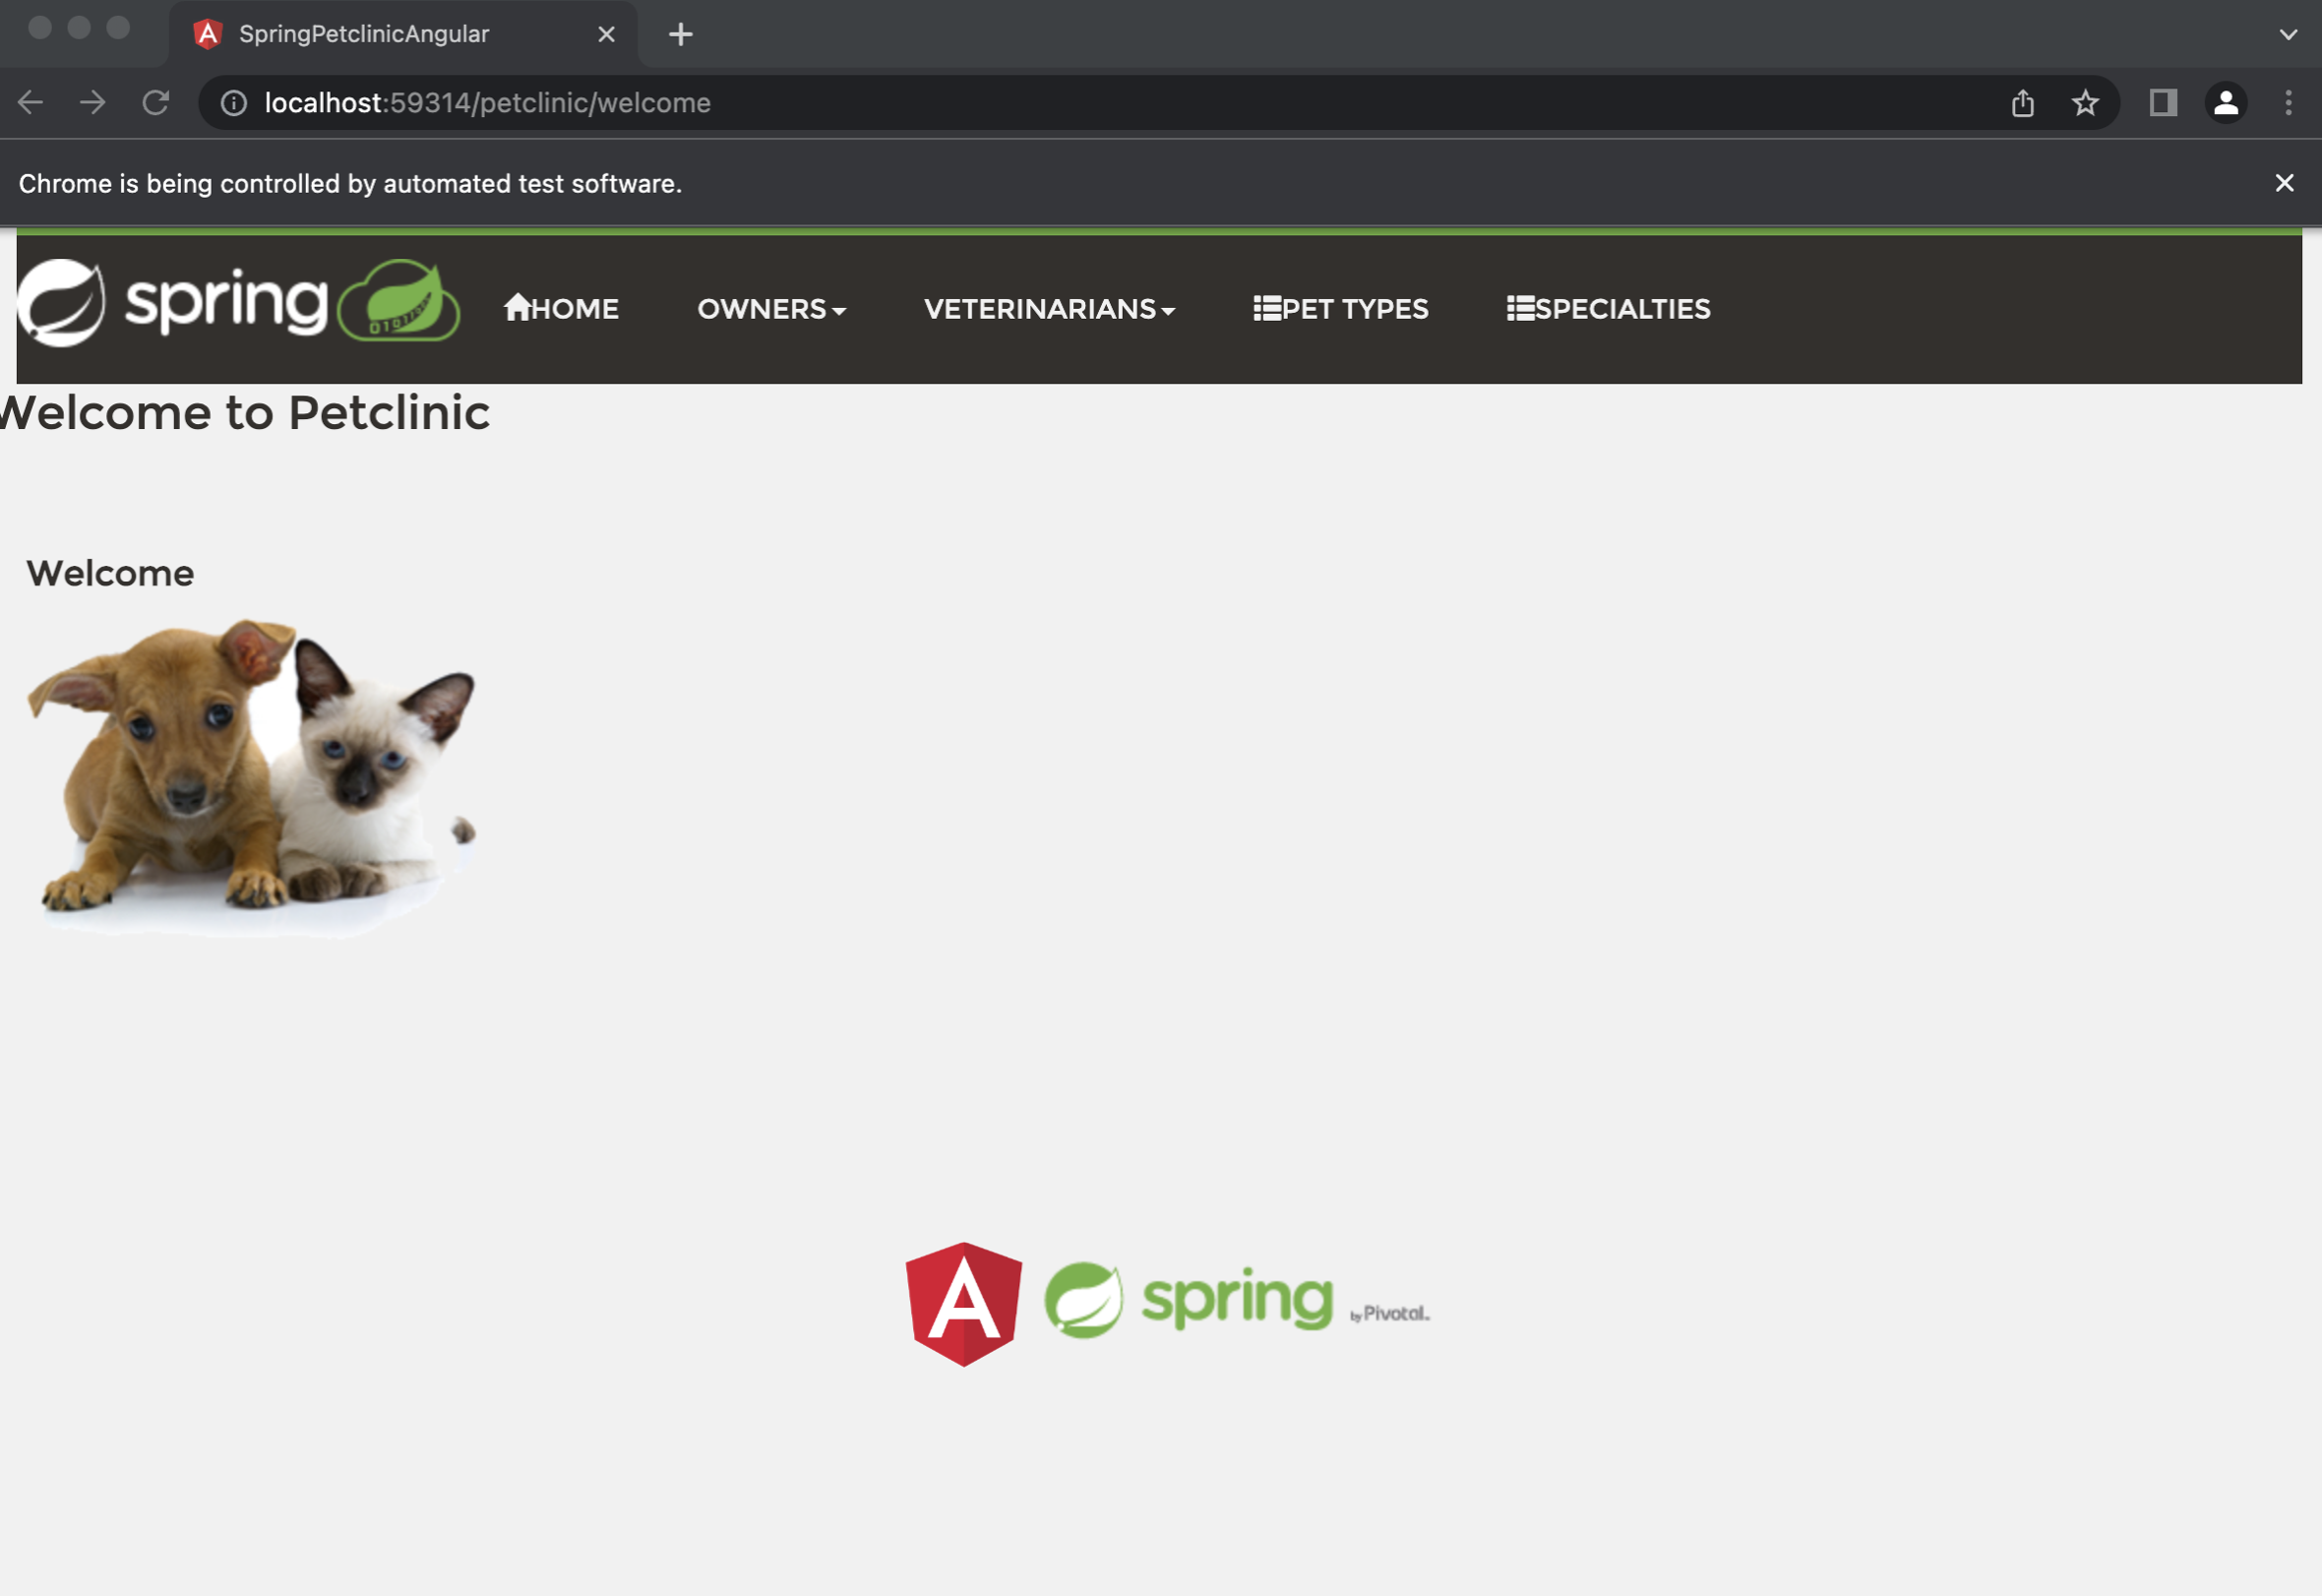 SpringPetclinicAngular
localhost:59314/petclinic/welcome
Chrome is being controlled by automated test software.
spring HOME OWNERS VETERINARIANS PET TYPES SPECIALTIES
Welcome to Petclinic
Welcome
spring by Pivotal